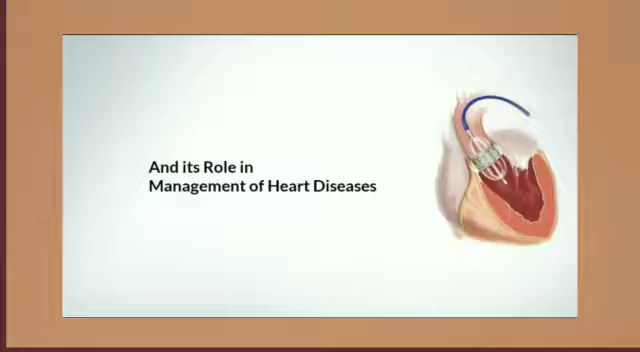 And its Role in
Management of Heart Diseases